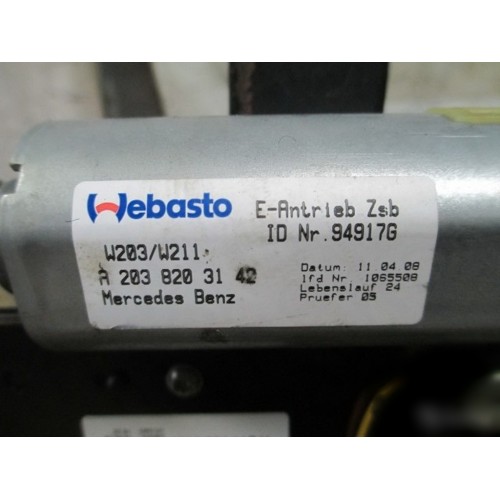 Webasto
E-Antrieb Zsb
ID Nr.94917G
W203/W211
A 203 820 31 42
Mercedes Benz
Datum: 11.04.08
lfd Nr. 1065508
Lebenslauf 24
Pruefer 05